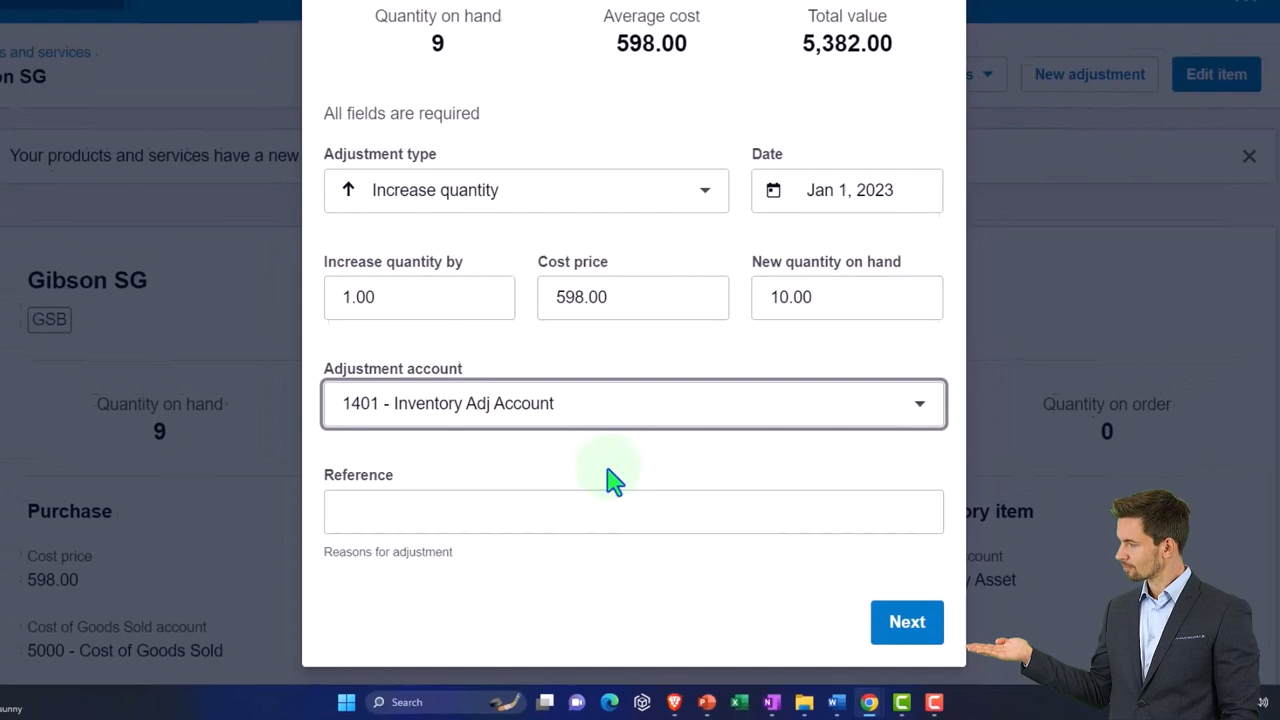 Quantity on hand Average cost Total value
9 598.00 5,382.00
s and services
on SG
s New adjustment Edit item
All fields are required
Your products and services have a new
Adjustment type Date
Increase quantity Jan 1, 2023
Increase quantity by Cost price New quantity on hand
1.00 598.00 10.00
Gibson SG
GSB
Adjustment account
1401 - Inventory Adj Account
Quantity on hand Quantity on order
9 0
Reference
Purchase ory item
Reasons for adjustment
Cost price count
598.00 y Asset
Next
Cost of Goods Sold account
5000 - Cost of Goods Sold
Search
sunny